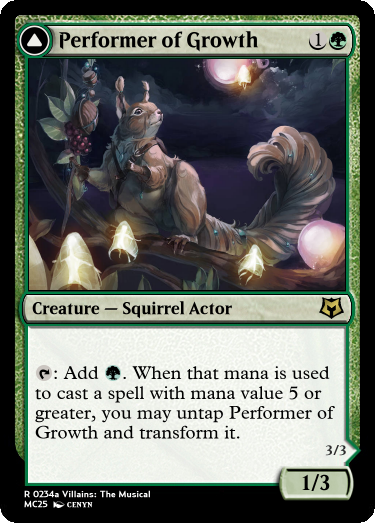 Performer of Growth 1
Creature — Squirrel Actor
: Add . When that mana is used
to cast a spell with mana value 5 or
greater, you may untap Performer of
Growth and transform it.
3/3
1/3
R 0234a Villains: The Musical
MC25 CENYN